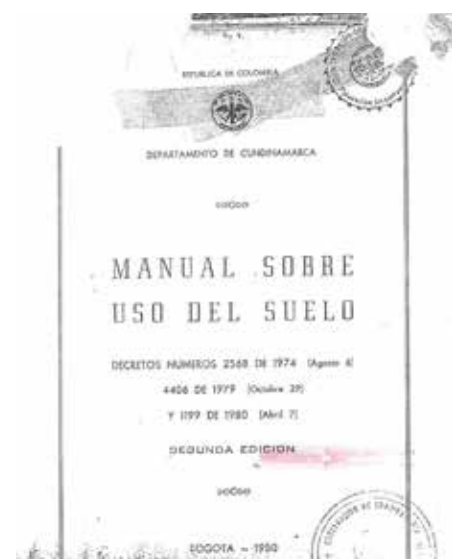 REPUBLICA DE COLOMBIA
DEPARTAMENTO DE CUNDINAMARCA
MANUAL SOBRE
USO DEL SUELO
DECRETOS NUMEROS 2568 DE 1974 (Agosto 6)
4406 DE 1979 (Octubre 29)
Y 1199 DE 1980 (Abril 7)
SEGUNDA EDICION
BOGOTA - 1980